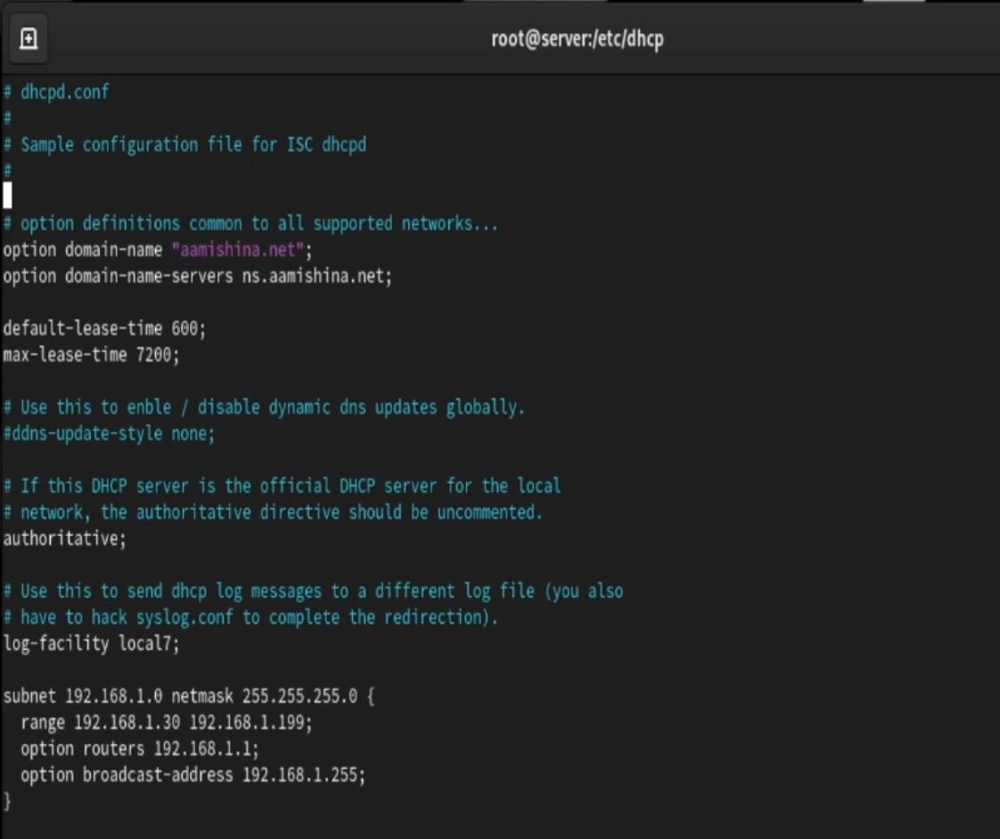 root@server:/etc/dhcp
# dhcpd.conf
#
# Sample configuration file for ISC dhcpd
#
# option definitions common to all supported networks...
option domain-name "aamishina.net";
option domain-name-servers ns.aamishina.net;
default-lease-time 600;
max-lease-time 7200;
# Use this to enble / disable dynamic dns updates globally.
#ddns-update-style none;
# If this DHCP server is the official DHCP server for the local
# network, the authoritative directive should be uncommented.
authoritative;
# Use this to send dhcp log messages to a different log file (you also
# have to hack syslog.conf to complete the redirection).
log-facility local7;
subnet 192.168.1.0 netmask 255.255.255.0 {
  range 192.168.1.30 192.168.1.199;
  option routers 192.168.1.1;
  option broadcast-address 192.168.1.255;
}